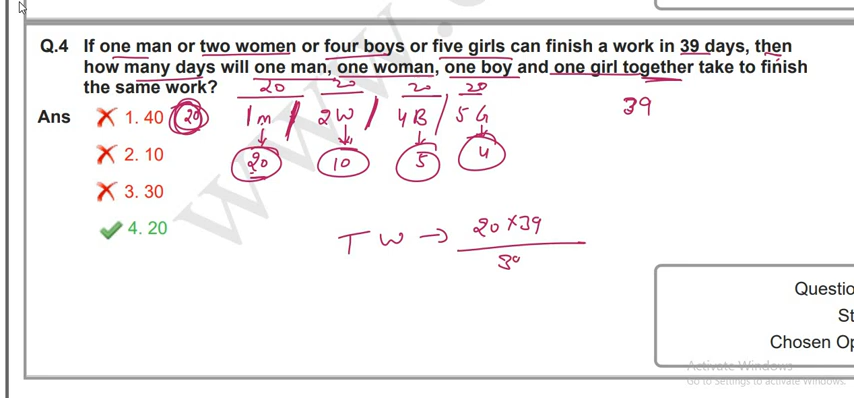 Q.4 If one man or two women or four boys or five girls can finish a work in 39 days, then
how many days will one man, one woman, one boy and one girl together take to finish
the same work?
20 20 20 20
Ans 1. 40 20 1m / 2W / 4B / 5G 39
20 10 5 4
2. 10
3. 30
4. 20
TW → 20 × 39
39
Questio
St
Chosen Op
Activate Windows
Go to Settings to activate Windows.
www.